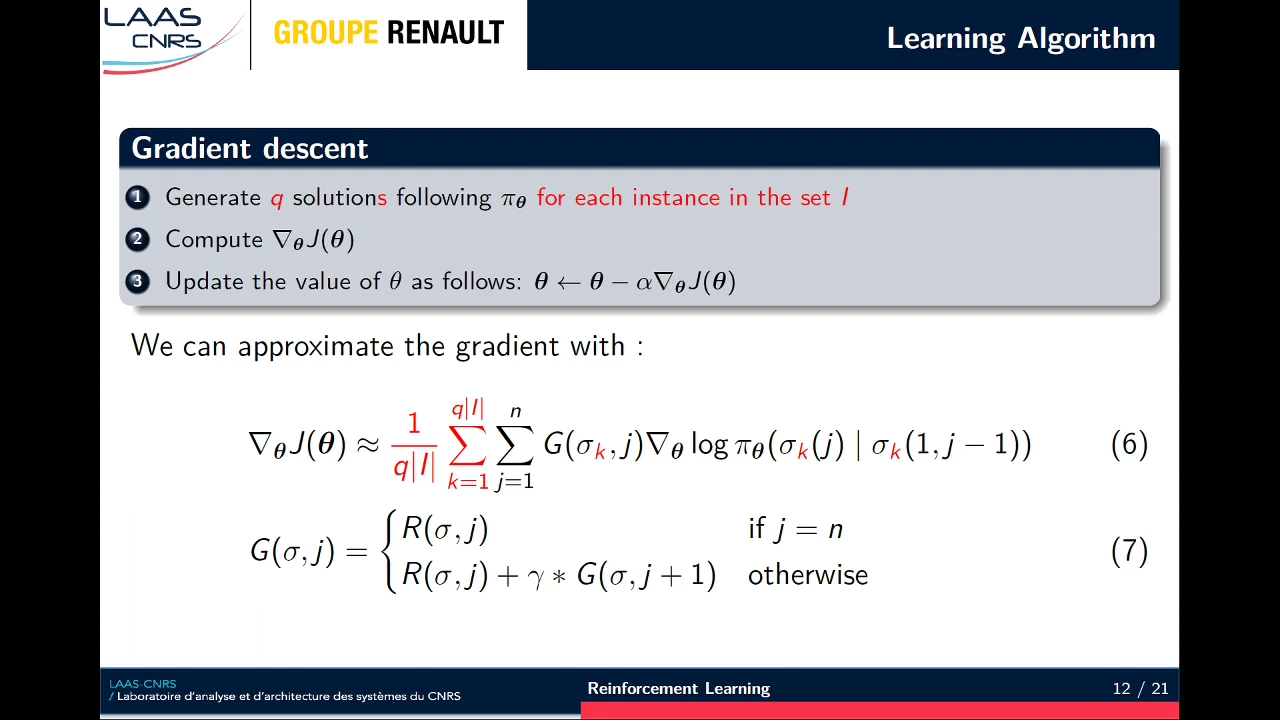 LAAS
CNRS
GROUPE RENAULT
Learning Algorithm
Gradient descent
1 Generate q solutions following π_θ for each instance in the set I
2 Compute ∇_θ J(θ)
3 Update the value of θ as follows: θ ← θ − α∇_θ J(θ)
We can approximate the gradient with :
∇_θ J(θ) ≈ 1/(q|I|) ∑_{k=1}^{q|I|} ∑_{j=1}^{n} G(σ_k, j)∇_θ log π_θ(σ_k(j) | σ_k(1, j − 1)) (6)
G(σ, j) = { R(σ, j) if j = n
R(σ, j) + γ ∗ G(σ, j + 1) otherwise (7)
LAAS-CNRS
/ Laboratoire d'analyse et d'architecture des systèmes du CNRS
Reinforcement Learning
12 / 21